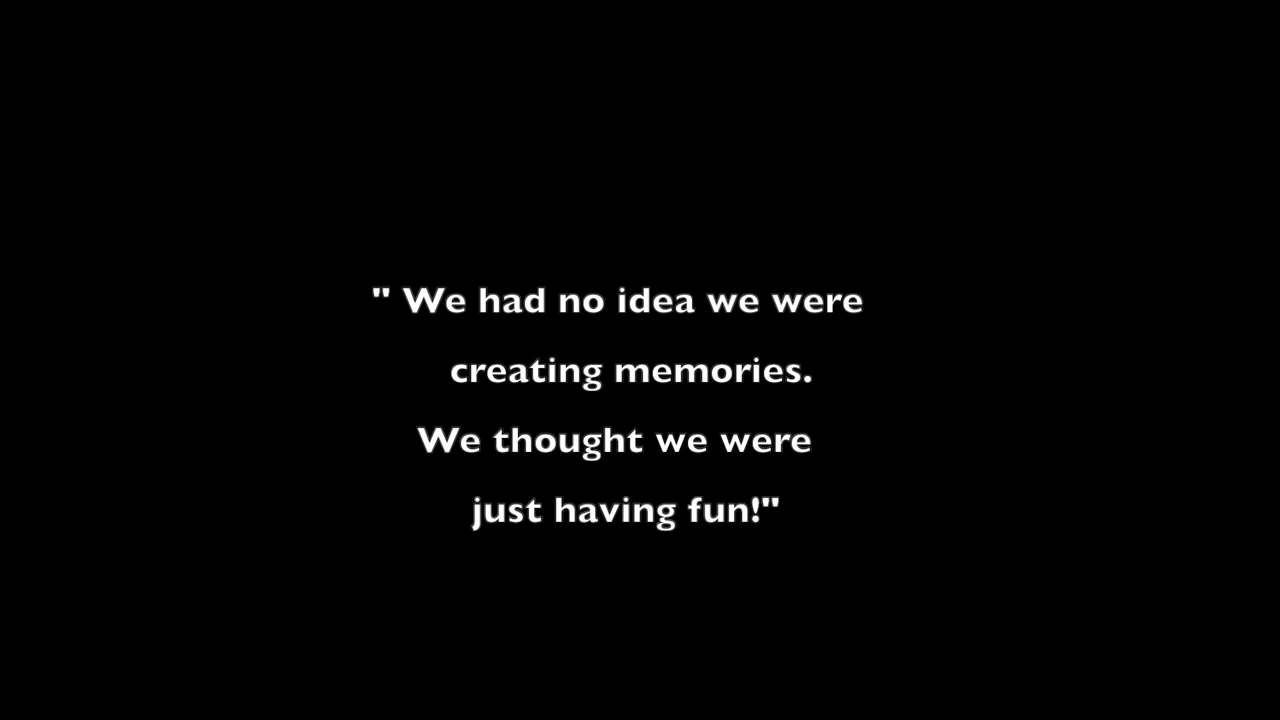 " We had no idea we were
creating memories.
We thought we were
just having fun!"